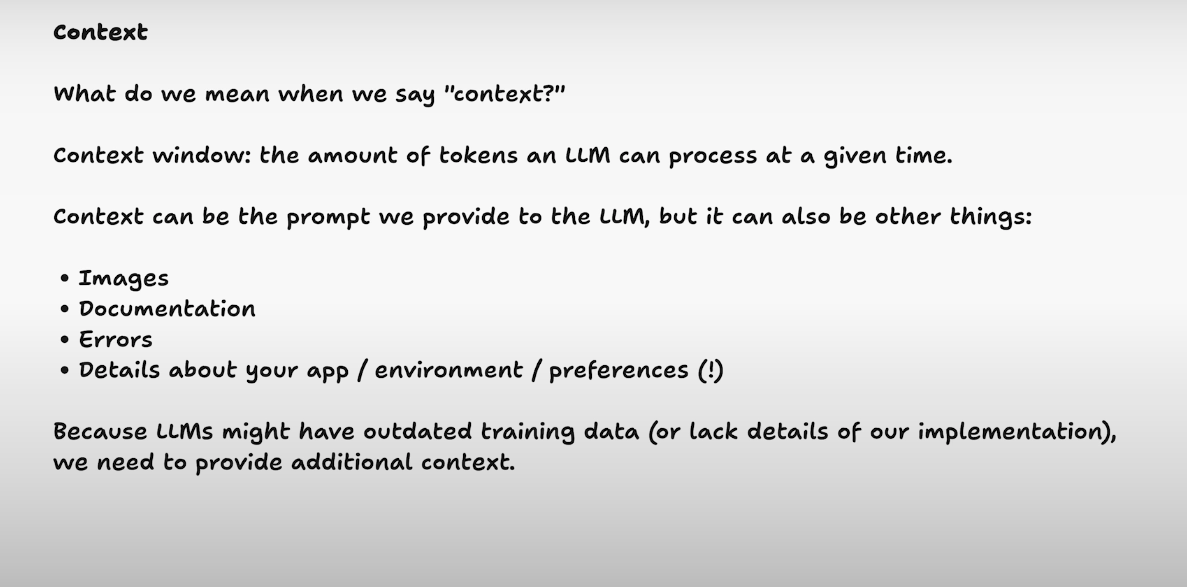 Context
What do we mean when we say "context?"
Context window: the amount of tokens an LLM can process at a given time.
Context can be the prompt we provide to the LLM, but it can also be other things:
• Images
• Documentation
• Errors
• Details about your app / environment / preferences (!)
Because LLMs might have outdated training data (or lack details of our implementation),
we need to provide additional context.